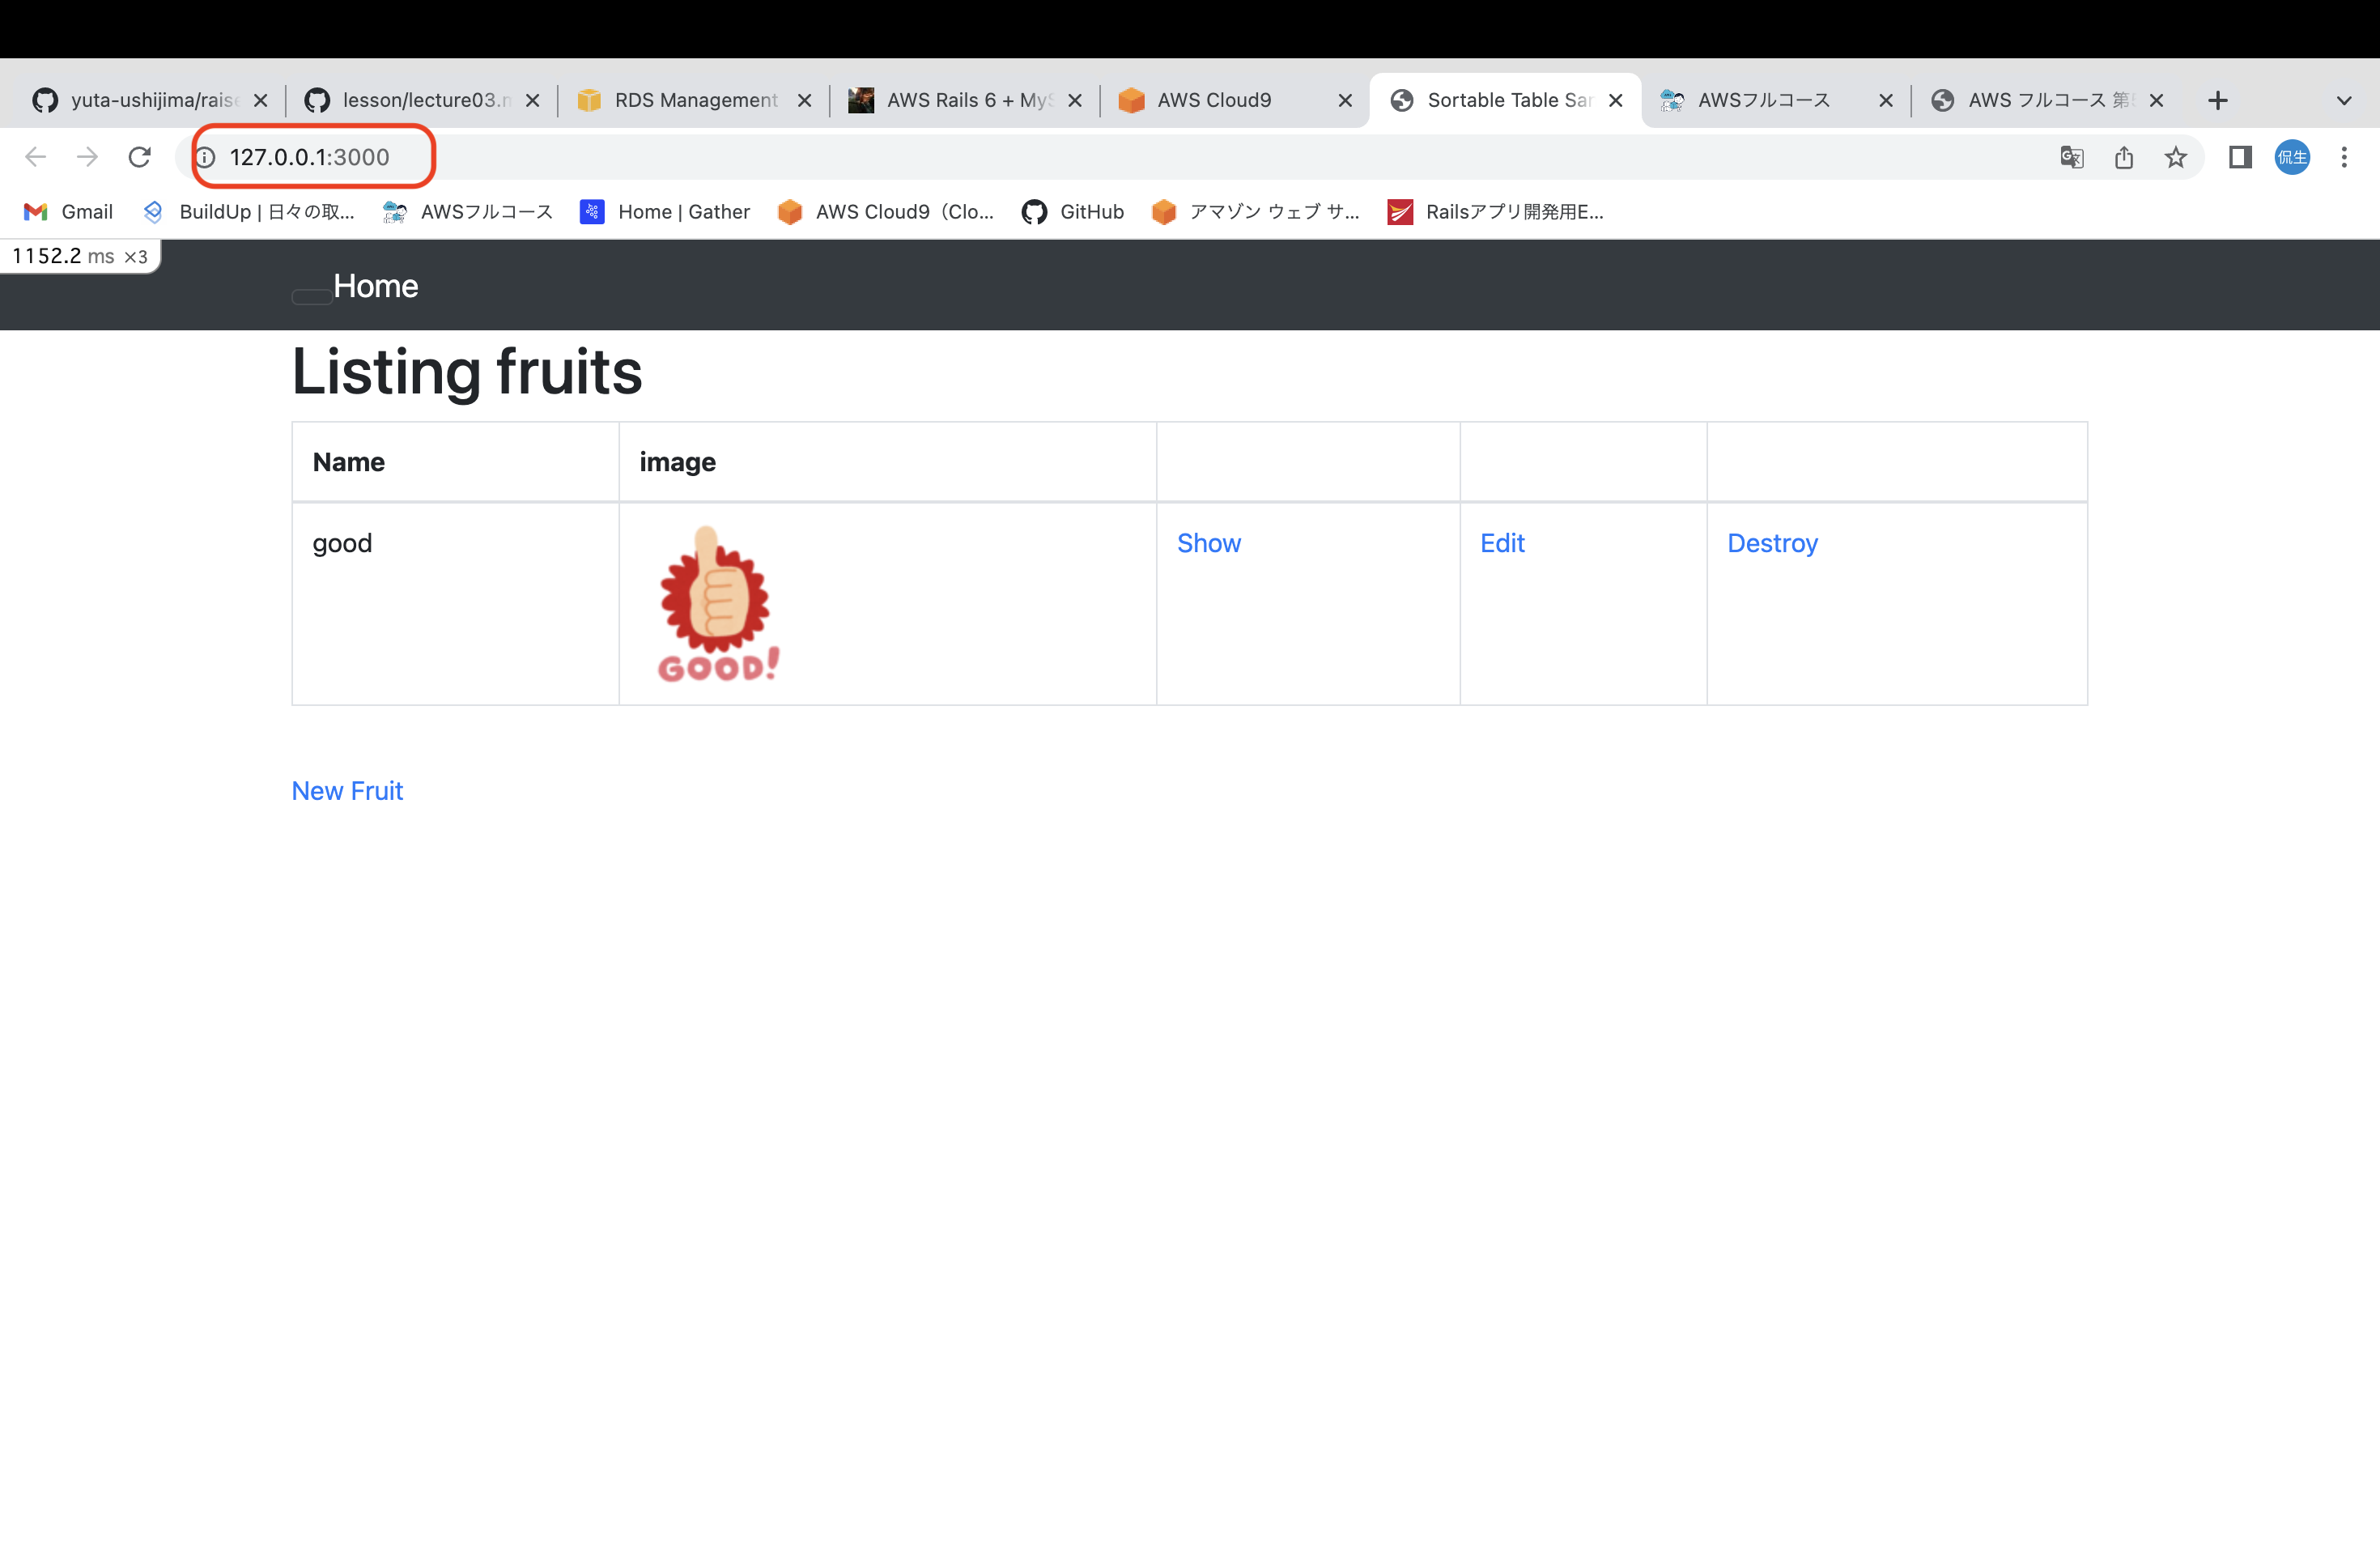 yuta-ushijima/raise
lesson/lecture03.m
RDS Management
AWS Rails 6 + MyS
AWS Cloud9
Sortable Table Sam
AWSフルコース
AWS フルコース 第5
127.0.0.1:3000
侃生
Gmail
BuildUp | 日々の取...
AWSフルコース
Home | Gather
AWS Cloud9（Clo...
GitHub
アマゾン ウェブ サ...
Railsアプリ開発用E...
1152.2 ms ×3
Home
Listing fruits
Name image
good
GOOD!
Show Edit Destroy
New Fruit